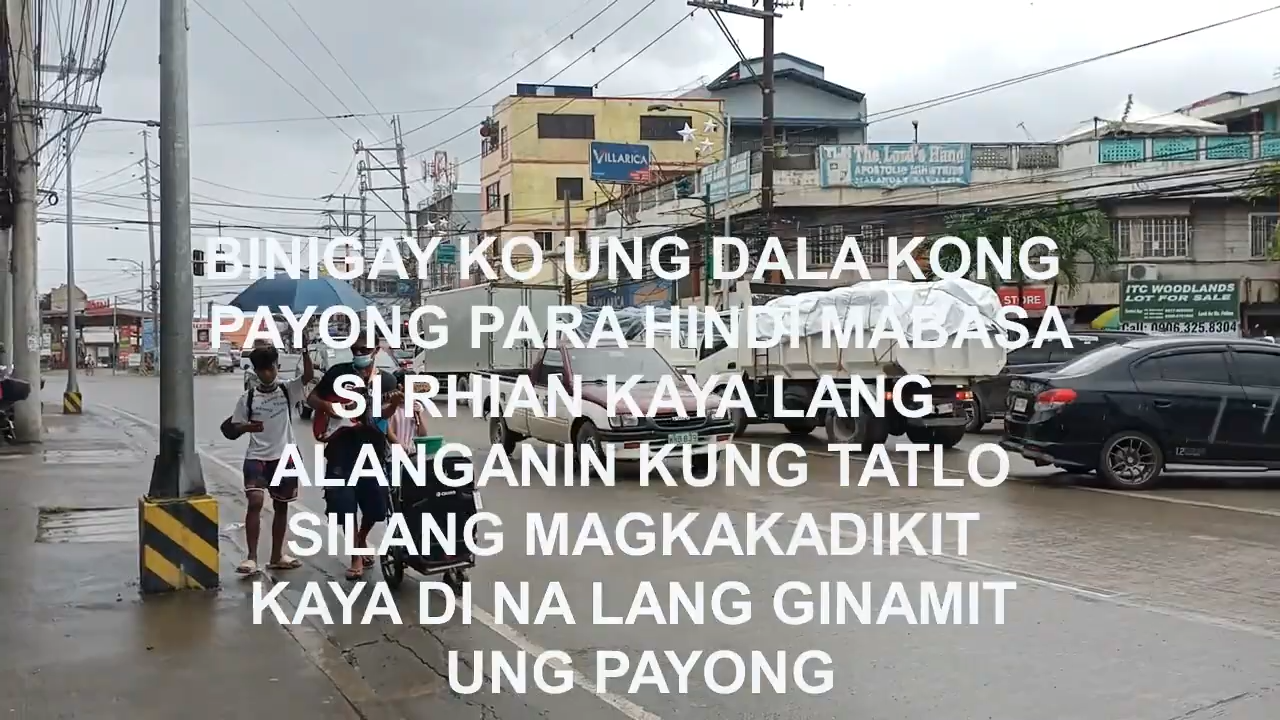 VILLARICA
The Lord's Hand
APOSTOLIC MINISTRIES
BINIGAY KO UNG DALA KONG
PAYONG PARA HINDI MABASA
SI RHIAN KAYA LANG
ALANGANIN KUNG TATLO
SILANG MAGKAKADIKIT
KAYA DI NA LANG GINAMIT
UNG PAYONG
ITC WOODLANDS
LOT FOR SALE
Call: 0906.325.8304
STORE